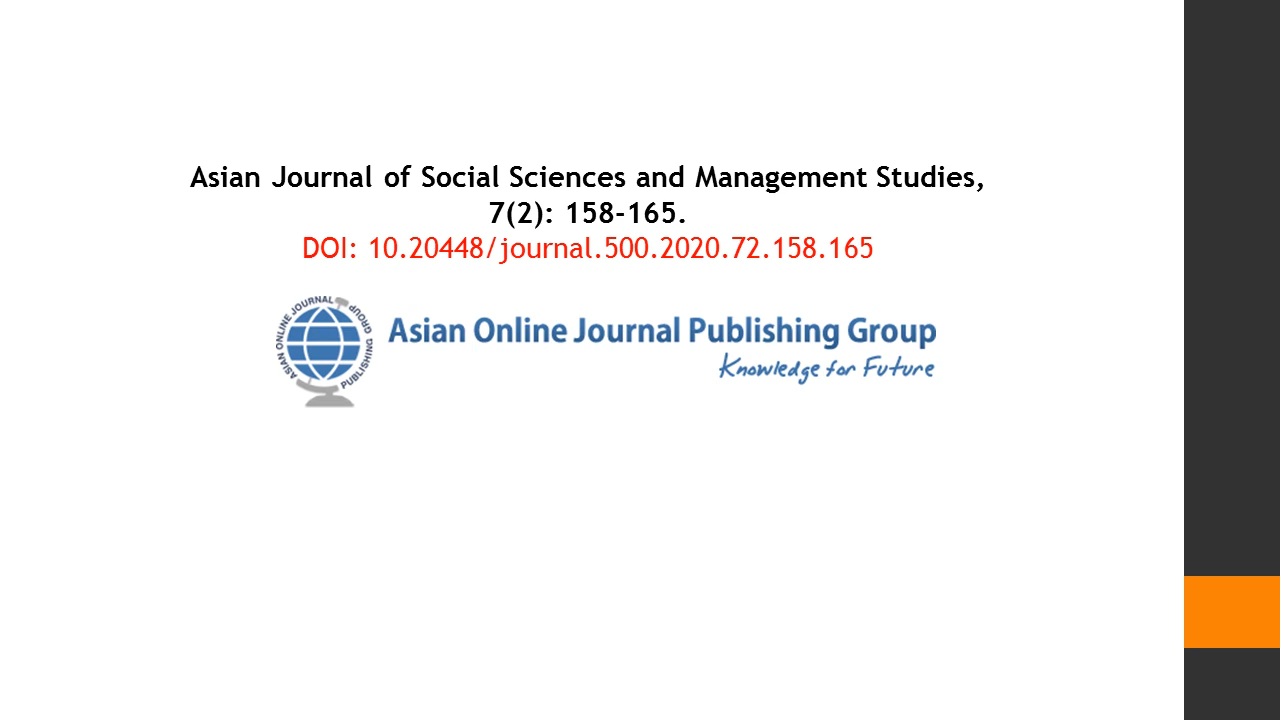 Asian Journal of Social Sciences and Management Studies,
7(2): 158-165.
DOI: 10.20448/journal.500.2020.72.158.165
ASIAN ONLINE JOURNAL
PUBLISHING GROUP
Asian Online Journal Publishing Group
Knowledge for Future